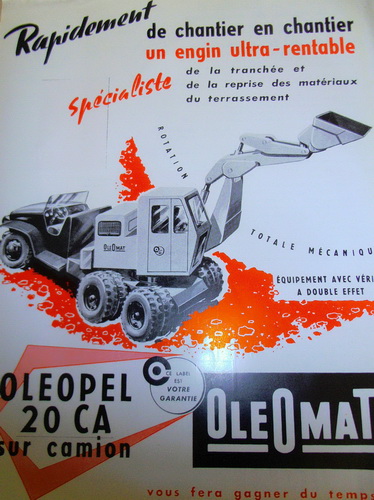 Rapidement
de chantier en chantier
un engin ultra-rentable
spécialiste
de la tranchée et
de la reprise des matériaux
du terrassement
ROTATION
TOTALE MÉCANIQU
ÉQUIPEMENT AVEC VÉRI
A DOUBLE EFFET
OLEOMAT
OLEOPEL
20 CA
sur camion
CE LABEL
EST
VOTRE
GARANTIE
OLEOMAT
vous fera gagner du temp